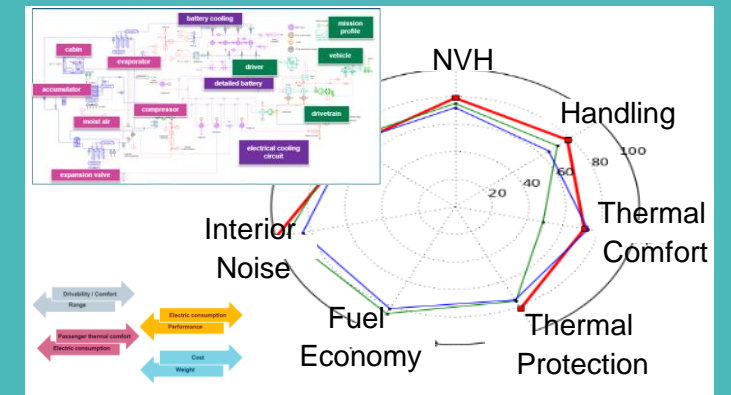 battery cooling
mission
profile
cabin
evaporator
vehicle
driver
accumulator
detailed battery
compressor
drivetrain
moist air
electrical cooling
circuit
expansion valve
NVH
Handling
100
80
60
40
20
Thermal
Comfort
Interior
Noise
Fuel
Economy
Thermal
Protection
Drivability / Comfort
Range
Electric consumption
Performance
Passenger thermal comfort
Electric consumption
Cost
Weight